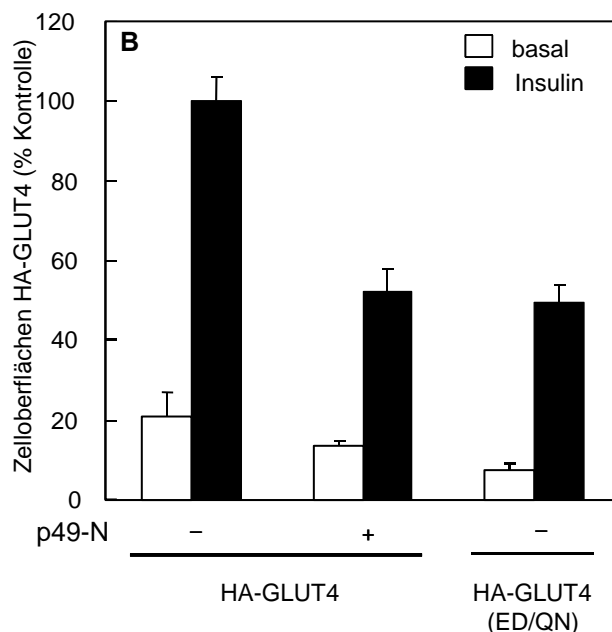 B
basal
Insulin
Zelloberflächen HA-GLUT4 (% Kontrolle)
120
100
80
60
40
20
0
p49-N – + –
HA-GLUT4 HA-GLUT4
(ED/QN)